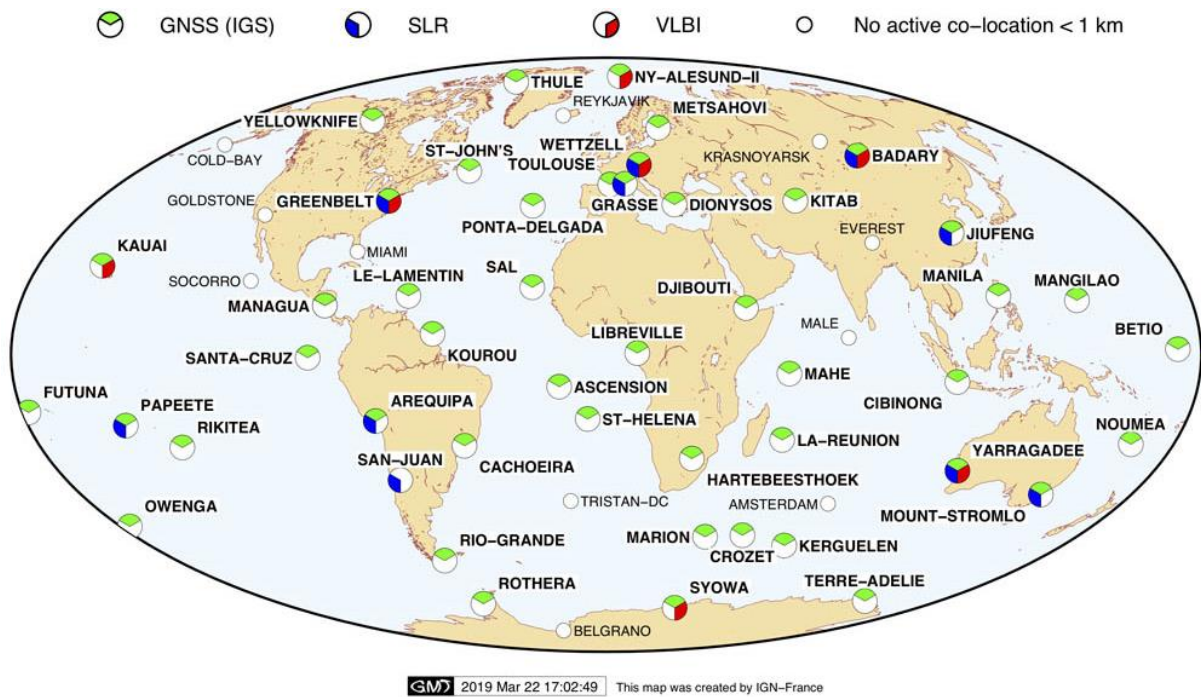 GNSS (IGS) SLR VLBI No active co-location < 1 km
THULE
NY-ALESUND-II
REYKJAVIK
METSAHOVI
YELLOWKNIFE
COLD-BAY
ST-JOHN'S
WETTZELL
TOULOUSE
KRASNOYARSK
BADARY
GOLDSTONE
GREENBELT
GRASSE
DIONYSOS
KITAB
PONTA-DELGADA
EVEREST
JIUFENG
KAUAI
MIAMI
SOCORRO
LE-LAMENTIN
SAL
MANILA
MANGILAO
MANAGUA
DJIBOUTI
LIBREVILLE
MALE
BETIO
SANTA-CRUZ
KOUROU
MAHE
FUTUNA
PAPEETE
RIKITEA
AREQUIPA
ASCENSION
CIBINONG
ST-HELENA
NOUMEA
SAN-JUAN
CACHOEIRA
LA-REUNION
YARRAGADEE
HARTEBEESTHOEK
OWENGA
TRISTAN-DC
AMSTERDAM
MOUNT-STROMLO
RIO-GRANDE
MARION
CROZET
KERGUELEN
ROTHERA
SYOWA
TERRE-ADELIE
BELGRANO
GMT 2019 Mar 22 17:02:49 This map was created by IGN-France